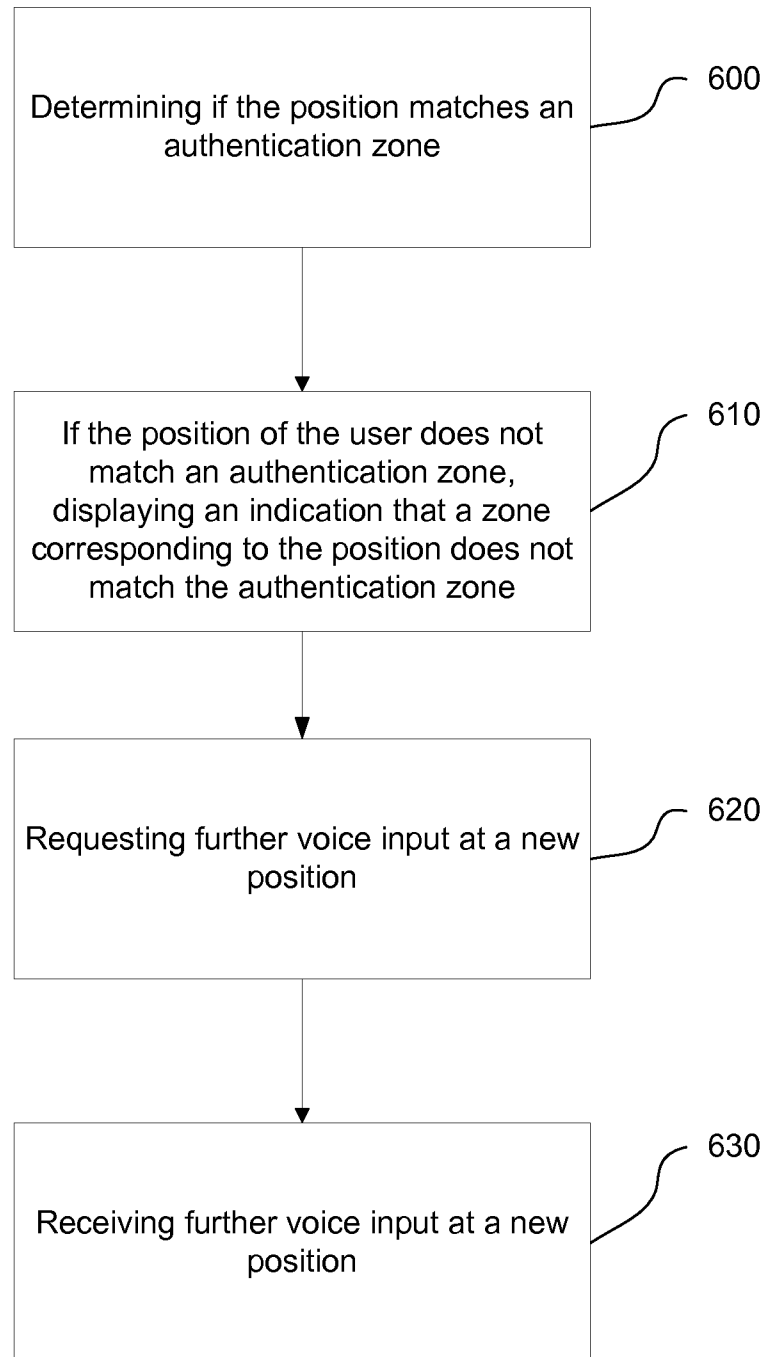 Determining if the position matches an
authentication zone
600
If the position of the user does not
match an authentication zone,
displaying an indication that a zone
corresponding to the position does not
match the authentication zone
610
Requesting further voice input at a new
position
620
Receiving further voice input at a new
position
630